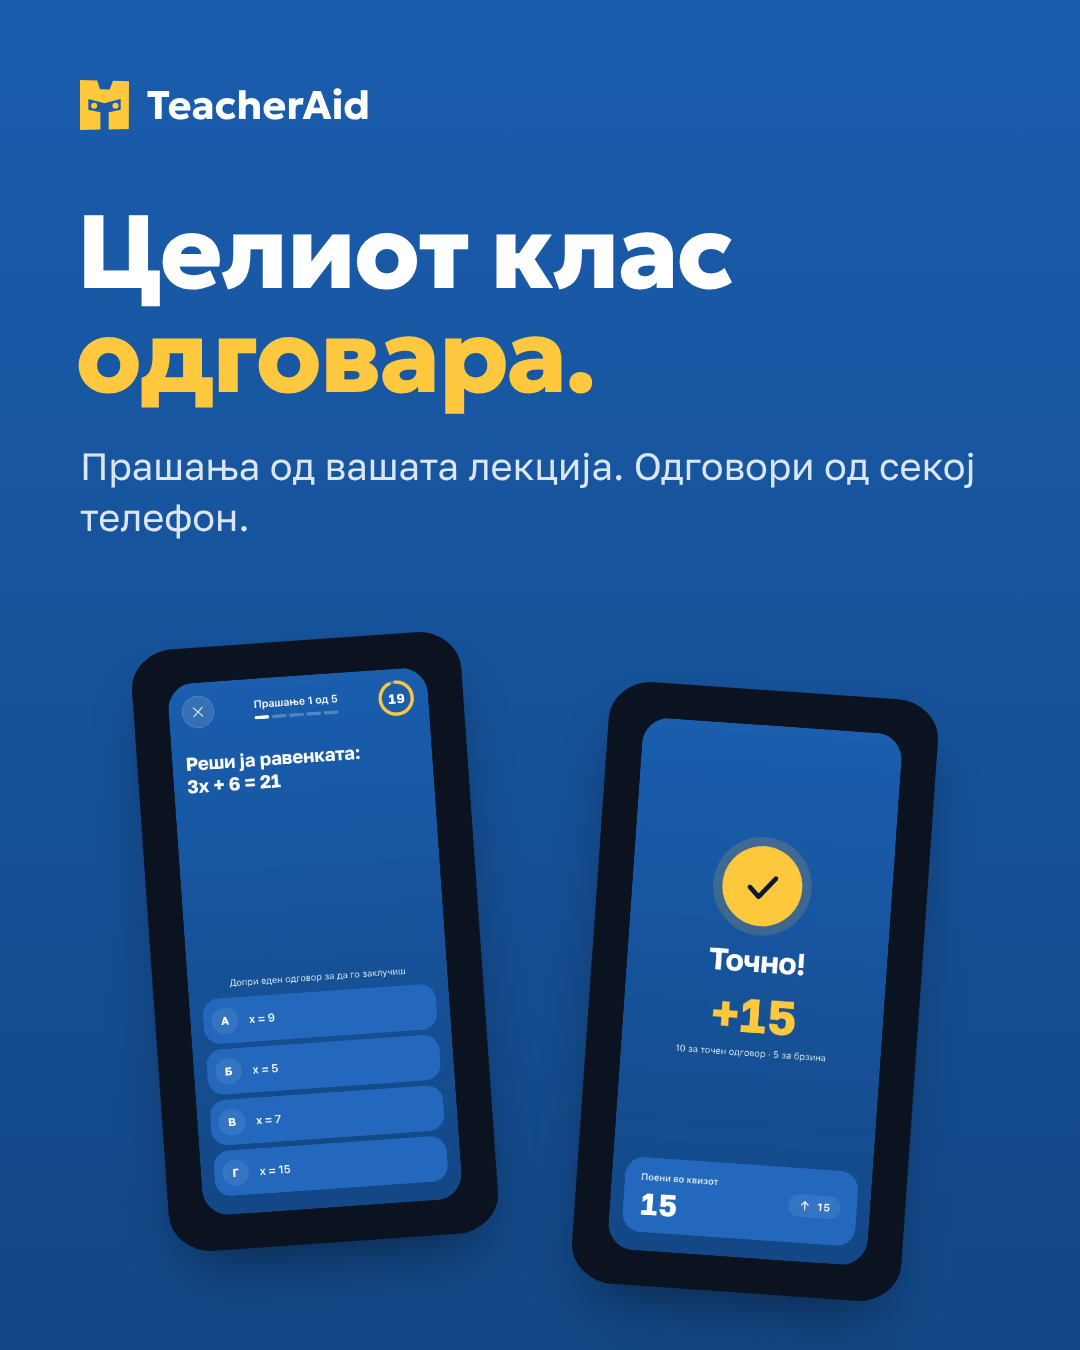 TeacherAid
Целиот клас
одговара.
Прашања од вашата лекција. Одговори од секој
телефон.
Прашање 1 од 5
19
Реши ја равенката:
3x + 6 = 21
Допри еден одговор за да го заклучиш
А x = 9
Б x = 5
В x = 7
Г x = 15
Точно!
+15
10 за точен одговор · 5 за брзина
Поени во квизот
15
↑ 15